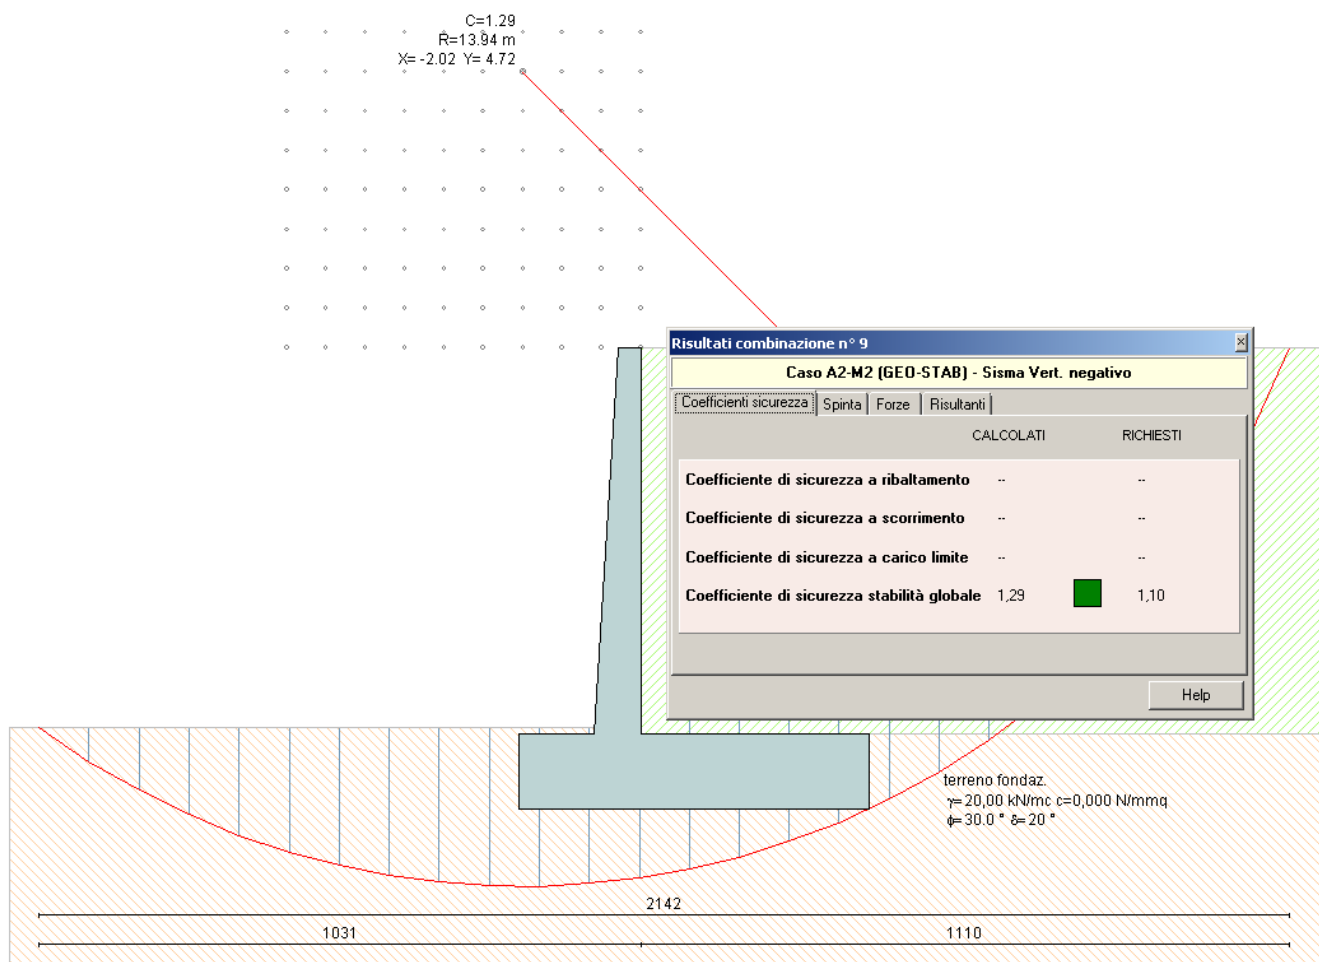 C=1.29
R=13.94 m
X= -2.02 Y= 4.72
Risultati combinazione n° 9
Caso A2-M2 (GEO-STAB) - Sisma Vert. negativo
Coefficienti sicurezza Spinta Forze Risultanti
CALCOLATI RICHIESTI
Coefficiente di sicurezza a ribaltamento -- --
Coefficiente di sicurezza a scorrimento -- --
Coefficiente di sicurezza a carico limite -- --
Coefficiente di sicurezza stabilità globale 1,29 1,10
Help
terreno fondaz.
γ=20,00 kN/mc c=0,000 N/mmq
ϕ=30.0 ° δ=20 °
2142
1031 1110